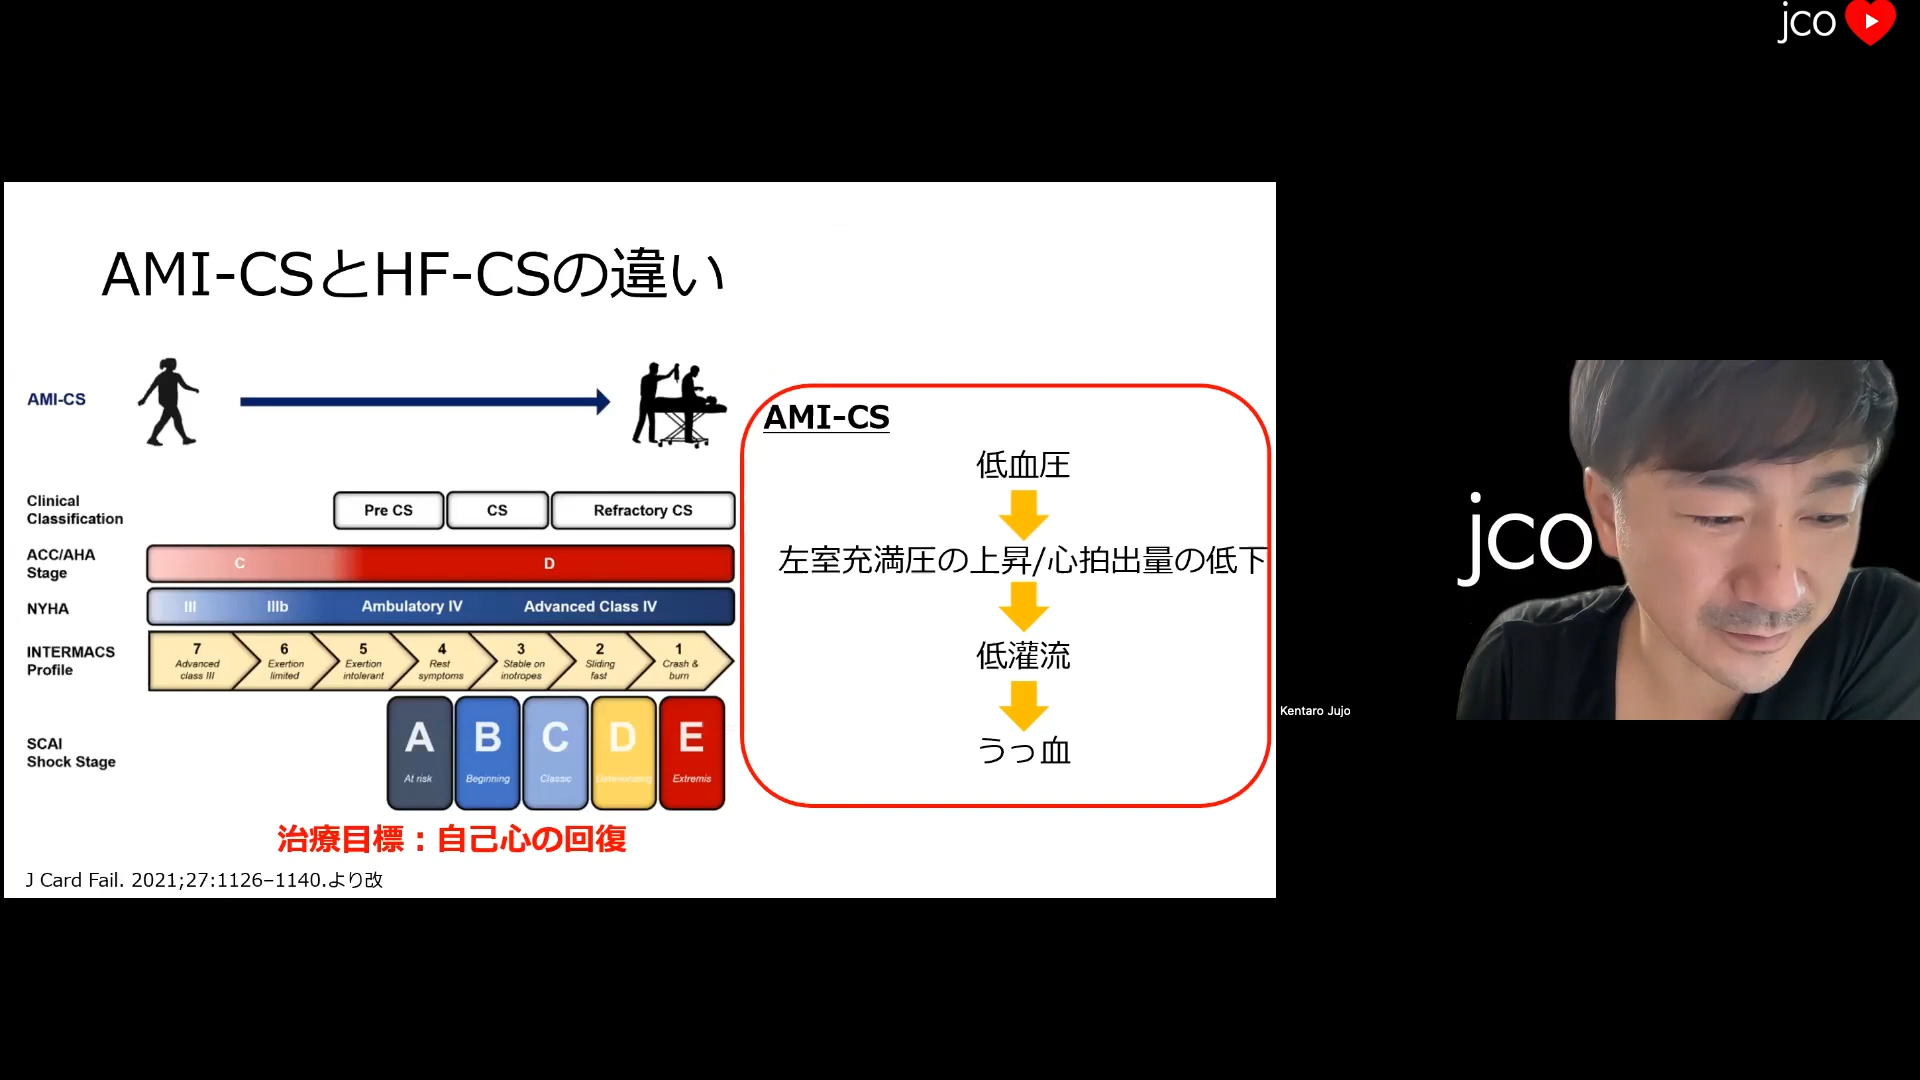 jco
AMI-CSとHF-CSの違い
AMI-CS
AMI-CS
低血圧
左室充満圧の上昇/心拍出量の低下
低灌流
うっ血
Clinical
Classification
Pre CS
CS
Refractory CS
ACC/AHA
Stage
C
D
NYHA
III
IIIb
Ambulatory IV
Advanced Class IV
INTERMACS
Profile
7
Advanced
class III
6
Exertion
limited
5
Exertion
intolerant
4
Rest
symptoms
3
Stable on
inotropes
2
Sliding
fast
1
Crash &
burn
SCAI
Shock Stage
A
At risk
B
Beginning
C
Classic
D
Deteriorating
E
Extremis
治療目標：自己心の回復
J Card Fail. 2021;27:1126–1140.より改
jco
Kentaro Jujo